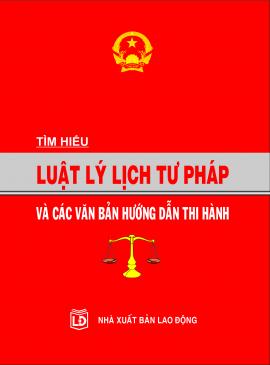 TÌM HIỂU
LUẬT LÝ LỊCH TƯ PHÁP
VÀ CÁC VĂN BẢN HƯỚNG DẪN THI HÀNH
LĐ
NHÀ XUẤT BẢN LAO ĐỘNG